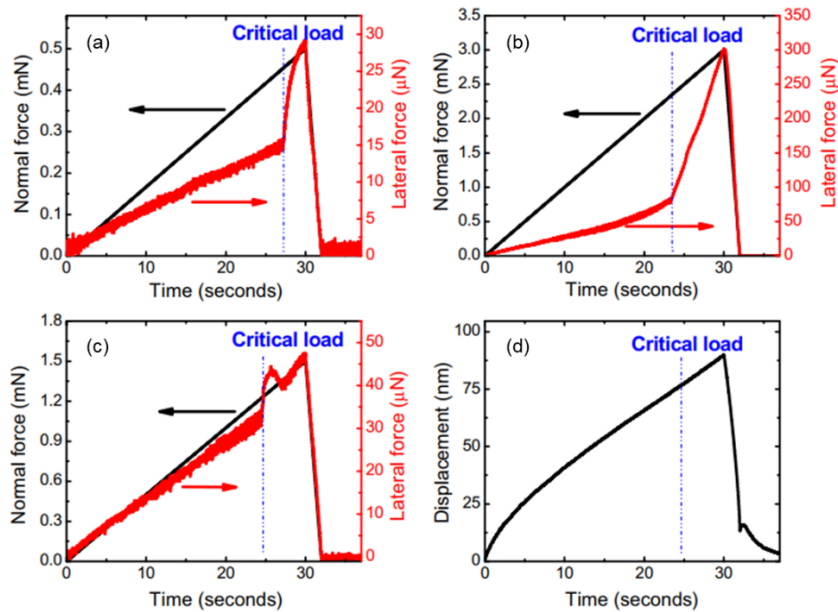 (a)
Critical load
Normal force (mN)
0.5
0.4
0.3
0.2
0.1
0.0
30
25
20
15
10
5
0
Lateral force (μN)
0 10 20 30
Time (seconds)
(b)
Critical load
Normal force (mN)
3.5
3.0
2.5
2.0
1.5
1.0
0.5
0.0
350
300
250
200
150
100
50
0
Lateral force (μN)
0 10 20 30
Time (seconds)
(c)
Critical load
Normal force (mN)
1.8
1.5
1.2
0.9
0.6
0.3
0.0
50
40
30
20
10
0
Lateral force (μN)
0 10 20 30
Time (seconds)
(d)
Critical load
Displacement (nm)
100
75
50
25
0
0 10 20 30
Time (seconds)